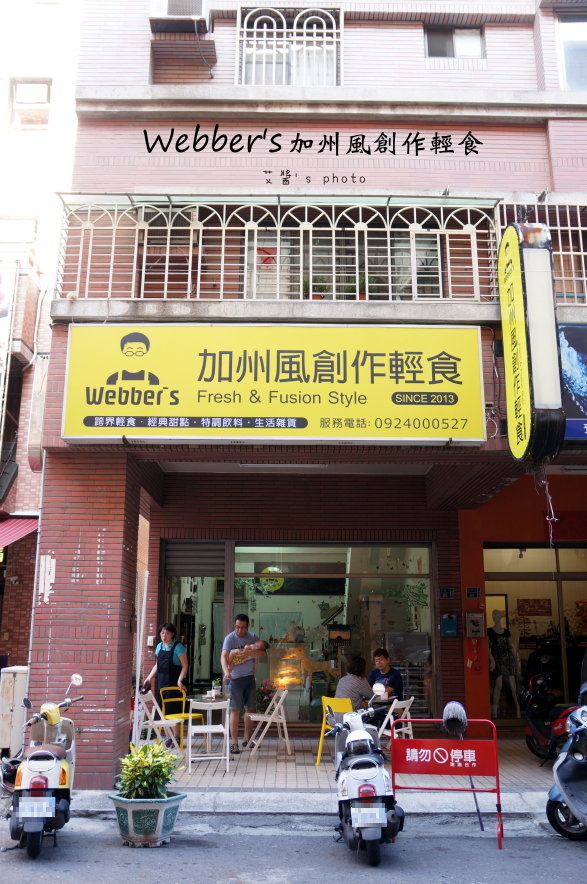 Webber's加州風創作輕食
艾醬's photo
加州風創作輕食
Webber's
Fresh & Fusion Style
SINCE 2013
跨界輕食・經典甜點・特調飲料・生活雜貨
服務電話: 0924000527
加州風創作輕食
請勿停車